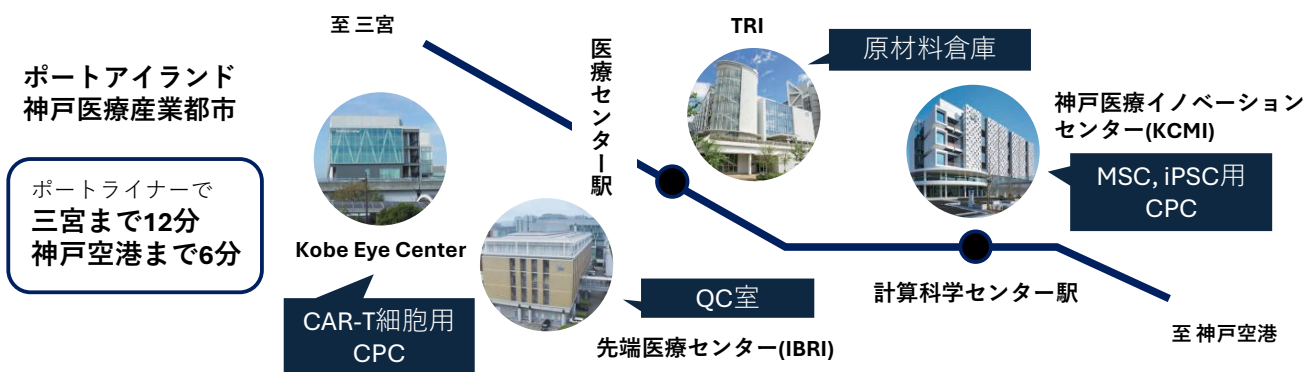 至 三宮
ポートアイランド
神戸医療産業都市
ポートライナーで
三宮まで12分
神戸空港まで6分
Kobe Eye Center
CAR-T細胞用
CPC
医療センター駅
QC室
先端医療センター(IBRI)
TRI
原材料倉庫
神戸医療イノベーション
センター(KCMI)
MSC, iPSC用
CPC
計算科学センター駅
至 神戸空港